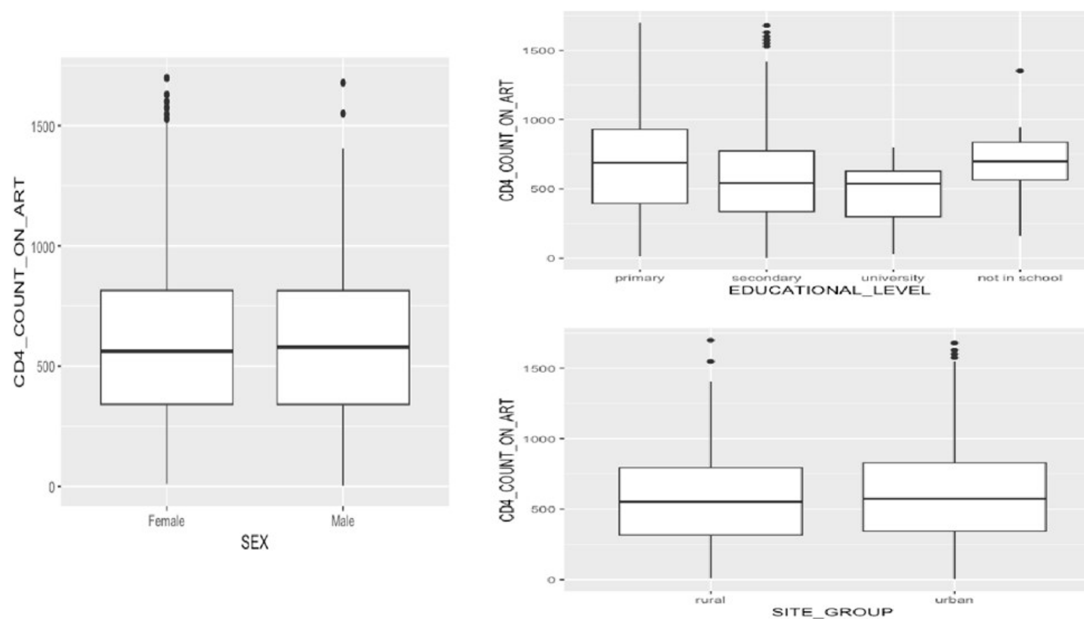 CD4_COUNT_ON_ART
1500
1000
500
0
Female Male
SEX
CD4_COUNT_ON_ART
1500
1000
500
0
primary secondary university not in school
EDUCATIONAL_LEVEL
CD4_COUNT_ON_ART
1500
1000
500
0
rural urban
SITE_GROUP